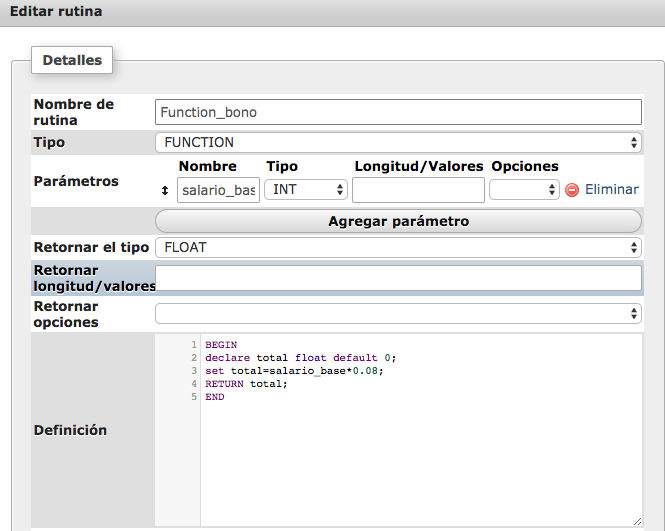 Editar rutina
Detalles
Nombre de
rutina
Function_bono
Tipo
FUNCTION
Nombre Tipo Longitud/Valores Opciones
Parámetros
salario_bas INT Eliminar
Agregar parámetro
Retornar el tipo FLOAT
Retornar
longitud/valores
Retornar
opciones
Definición
1 BEGIN
2 declare total float default 0;
3 set total=salario_base*0.08;
4 RETURN total;
5 END